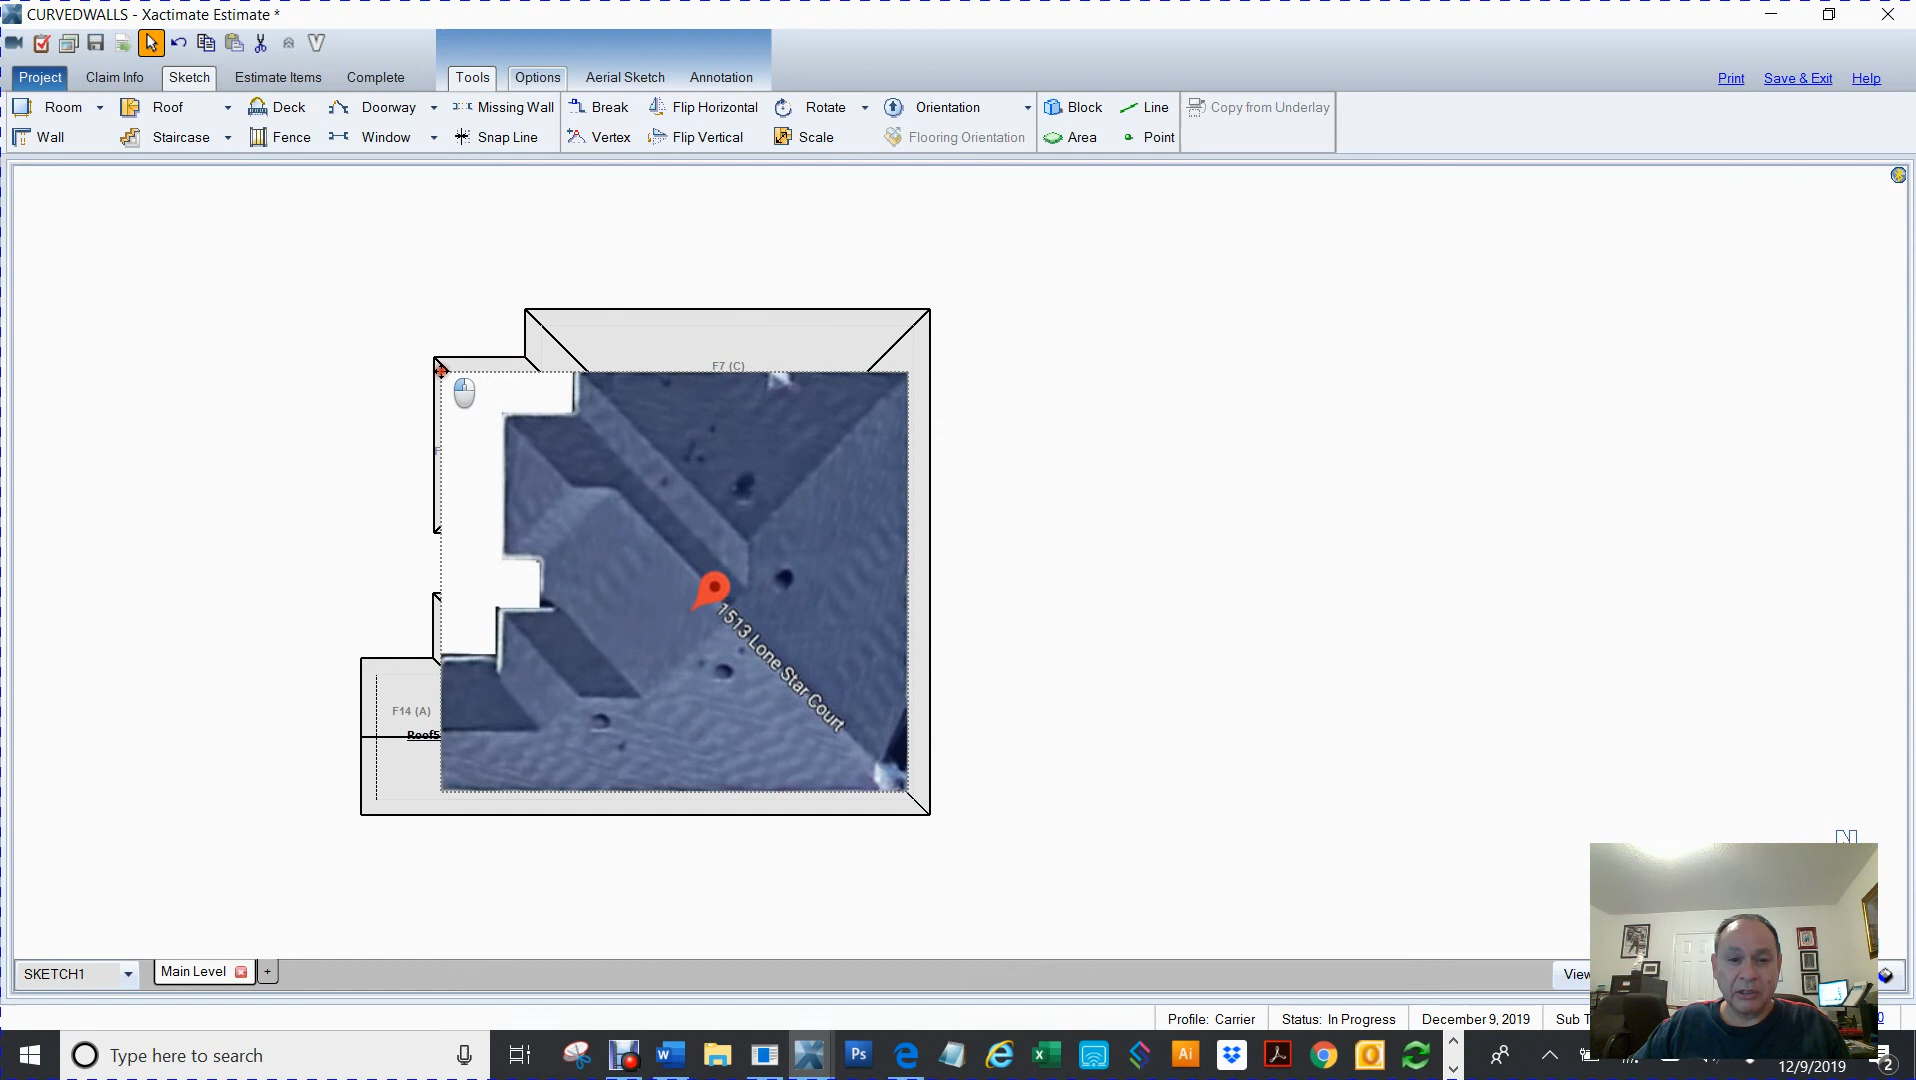 CURVEDWALLS - Xactimate Estimate *
Project Claim Info Sketch Estimate Items Complete Tools Options Aerial Sketch Annotation Print Save & Exit Help
Room Roof Deck Doorway Missing Wall Break Flip Horizontal Rotate Orientation Block Line Copy from Underlay
Wall Staircase Fence Window Snap Line Vertex Flip Vertical Scale Flooring Orientation Area Point
F7 (C)
1513 Lone Star Court
F14 (A)
Roof5
N
SKETCH1 Main Level + View
Profile: Carrier Status: In Progress December 9, 2019 Sub T
Type here to search
12/9/2019
2